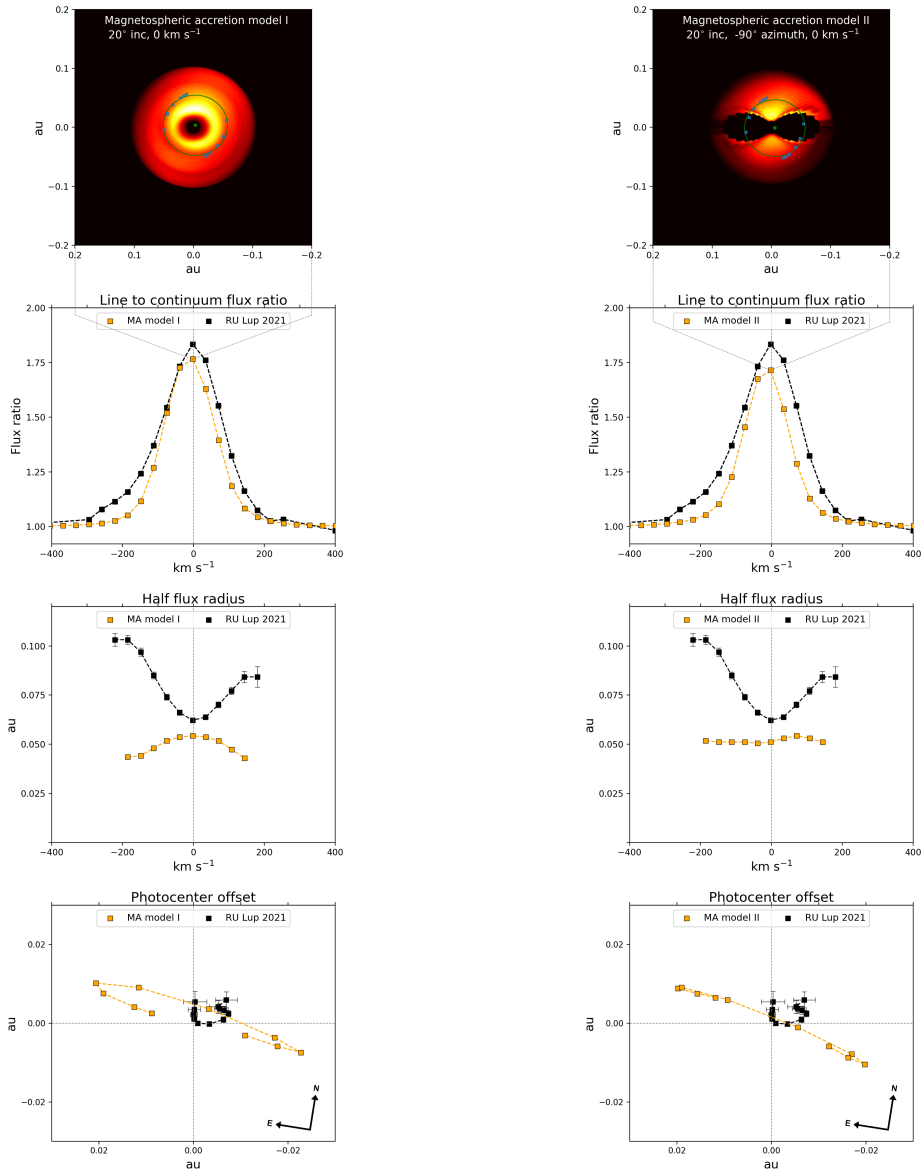 Magnetospheric accretion model I
20° inc, 0 km s⁻¹
0.2
0.1
0.0
−0.1
−0.2
au
0.2
0.1
0.0
−0.1
−0.2
au
Magnetospheric accretion model II
20° inc, -90° azimuth, 0 km s⁻¹
0.2
0.1
0.0
−0.1
−0.2
au
0.2
0.1
0.0
−0.1
−0.2
au
Line to continuum flux ratio
MA model I
RU Lup 2021
2.00
1.75
1.50
1.25
1.00
Flux ratio
−400
−200
0
200
400
km s⁻¹
Line to continuum flux ratio
MA model II
RU Lup 2021
2.00
1.75
1.50
1.25
1.00
Flux ratio
−400
−200
0
200
400
km s⁻¹
Half flux radius
MA model I
RU Lup 2021
0.100
0.075
0.050
0.025
au
−400
−200
0
200
400
km s⁻¹
Half flux radius
MA model II
RU Lup 2021
0.100
0.075
0.050
0.025
au
−400
−200
0
200
400
km s⁻¹
Photocenter offset
MA model I
RU Lup 2021
0.02
0.00
−0.02
au
N
E
0.02
0.00
−0.02
au
Photocenter offset
MA model II
RU Lup 2021
0.02
0.00
−0.02
au
N
E
0.02
0.00
−0.02
au